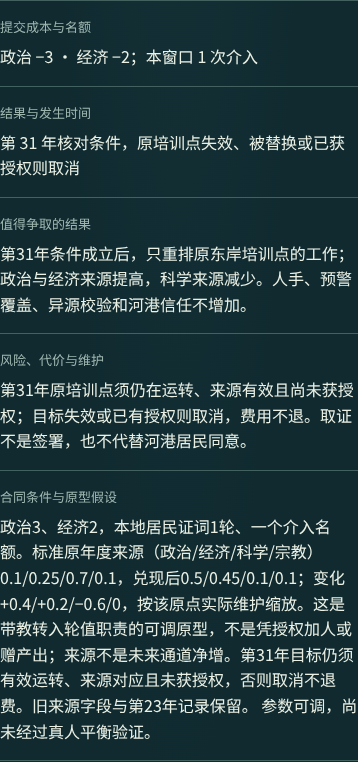 提交成本与名额
政治 −3 · 经济 −2；本窗口 1 次介入
结果与发生时间
第 31 年核对条件，原培训点失效、被替换或已获
授权则取消
值得争取的结果
第31年条件成立后，只重排原东岸培训点的工作；
政治与经济来源提高，科学来源减少。人手、预警
覆盖、异源校验和河港信任不增加。
风险、代价与维护
第31年原培训点须仍在运转、来源有效且尚未获授
权；目标失效或已有授权则取消，费用不退。取证
不是签署，也不代替河港居民同意。
合同条件与原型假设
政治3、经济2，本地居民证词1轮、一个介入名
额。标准原年度来源（政治/经济/科学/宗教）
0.1/0.25/0.7/0.1，兑现后0.5/0.45/0.1/0.1；变化
+0.4/+0.2/−0.6/0，按该原点实际维护缩放。这是
带教转入轮值职责的可调原型，不是凭授权加人或
赠产出；来源不是未来通道净增。第31年目标仍须
有效运转、来源对应且未获授权，否则取消不退
费。旧来源字段与第23年记录保留。 参数可调，尚
未经过真人平衡验证。